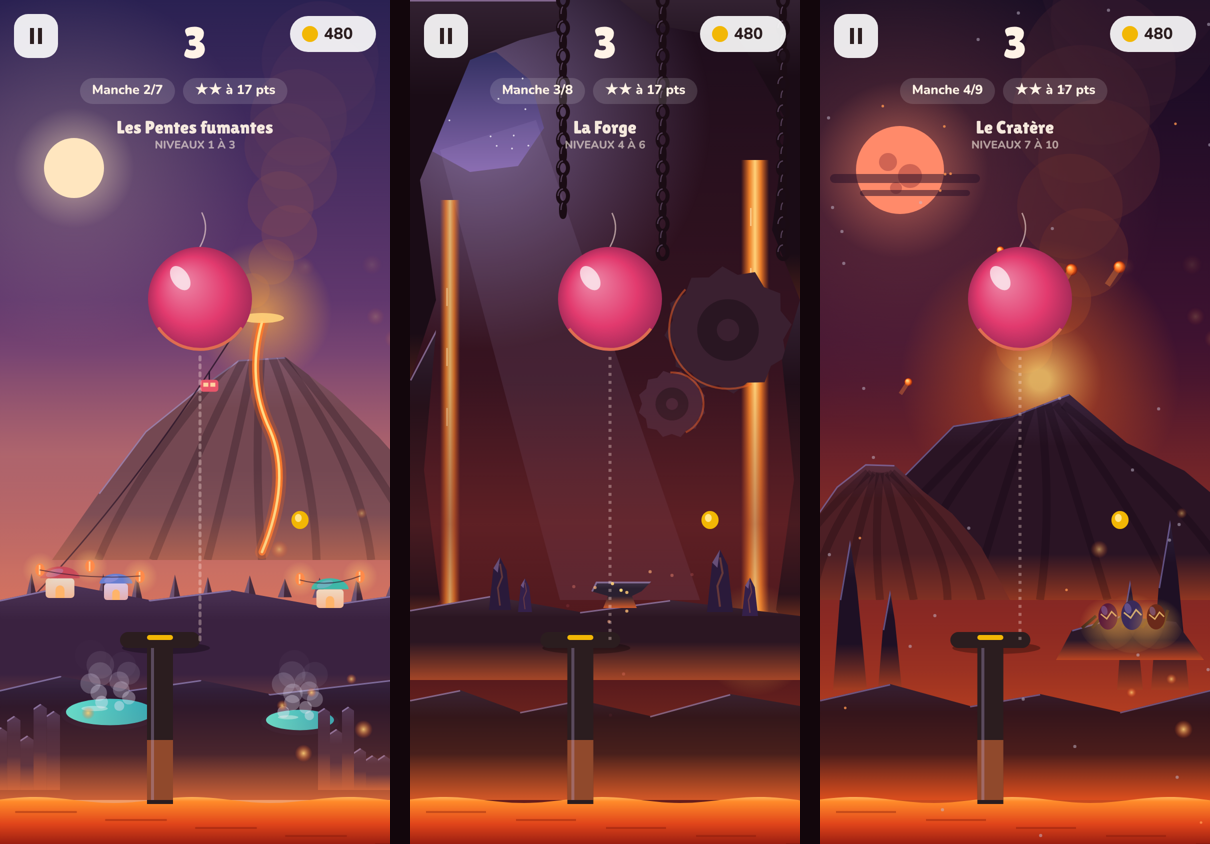 3
480
Manche 2/7
★★ à 17 pts
Les Pentes fumantes
NIVEAUX 1 À 3
3
480
Manche 3/8
★★ à 17 pts
La Forge
NIVEAUX 4 À 6
3
480
Manche 4/9
★★ à 17 pts
Le Cratère
NIVEAUX 7 À 10